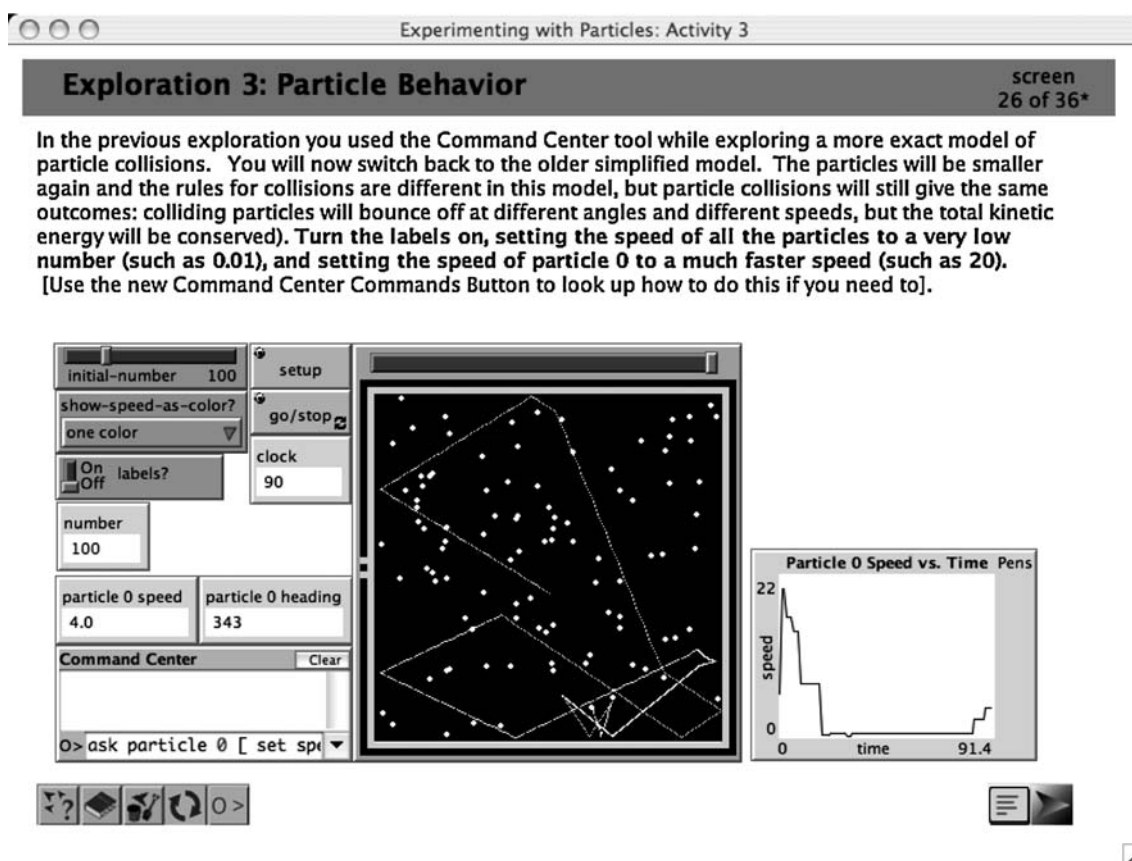 Experimenting with Particles: Activity 3
Exploration 3: Particle Behavior
screen
26 of 36*
In the previous exploration you used the Command Center tool while exploring a more exact model of
particle collisions.   You will now switch back to the older simplified model.  The particles will be smaller
again and the rules for collisions are different in this model, but particle collisions will still give the same
outcomes: colliding particles will bounce off at different angles and different speeds, but the total kinetic
energy will be conserved). Turn the labels on, setting the speed of all the particles to a very low
number (such as 0.01), and setting the speed of particle 0 to a much faster speed (such as 20).
[Use the new Command Center Commands Button to look up how to do this if you need to].
initial-number 100
setup
show-speed-as-color?
one color
go/stop
On
Off
labels?
clock
90
number
100
particle 0 speed
4.0
particle 0 heading
343
Command Center
Clear
O> ask particle 0 [ set spe
Particle 0 Speed vs. Time Pens
22
speed
0
0 time 91.4
?
O >